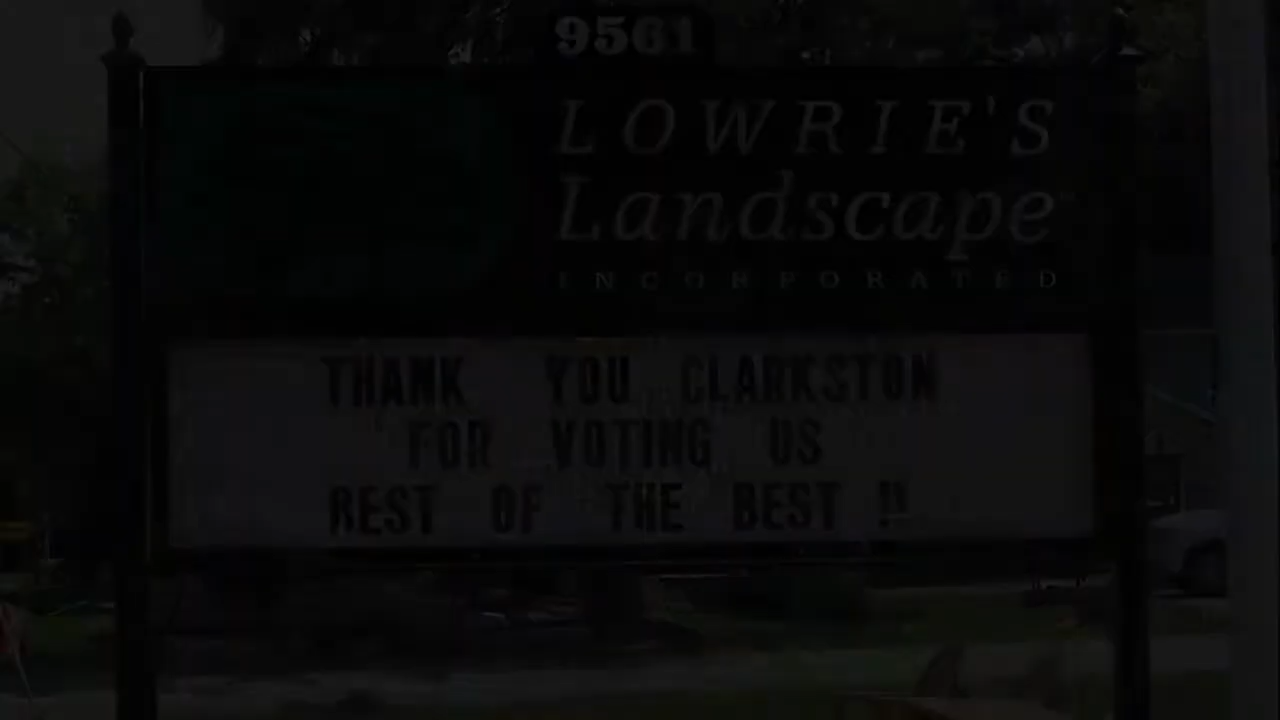 9561
LOWRIE'S
Landscape
INCORPORATED
THANK YOU CLARKSTON
FOR VOTING US
BEST OF THE BEST !!